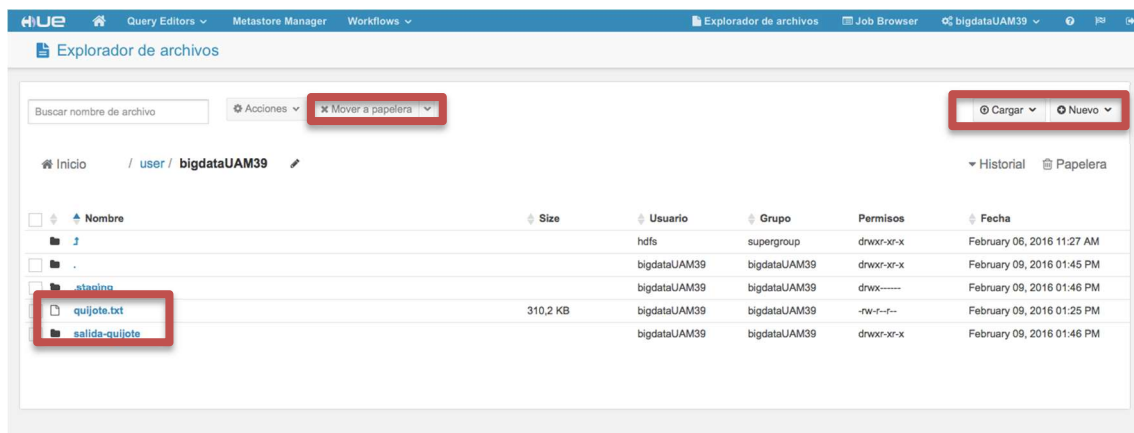 HUE Query Editors Metastore Manager Workflows Explorador de archivos Job Browser bigdataUAM39
Explorador de archivos
Buscar nombre de archivo Acciones Mover a papelera Cargar Nuevo
Inicio / user / bigdataUAM39 Historial Papelera
Nombre Size Usuario Grupo Permisos Fecha
hdfs supergroup drwxr-xr-x February 06, 2016 11:27 AM
. bigdataUAM39 bigdataUAM39 drwxr-xr-x February 09, 2016 01:45 PM
.staging bigdataUAM39 bigdataUAM39 drwx------ February 09, 2016 01:46 PM
quijote.txt 310,2 KB bigdataUAM39 bigdataUAM39 -rw-r--r-- February 09, 2016 01:25 PM
salida-quijote bigdataUAM39 bigdataUAM39 drwxr-xr-x February 09, 2016 01:46 PM